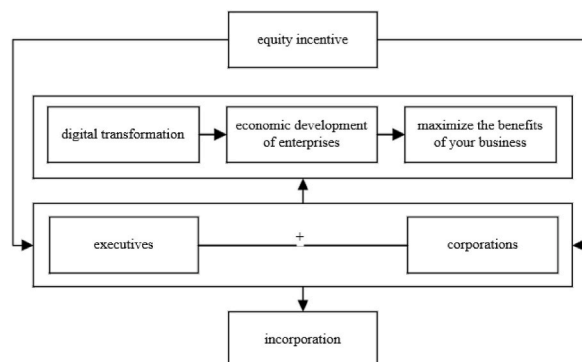 equity incentive
digital transformation
economic development
of enterprises
maximize the benefits
of your business
executives
+
corporations
incorporation